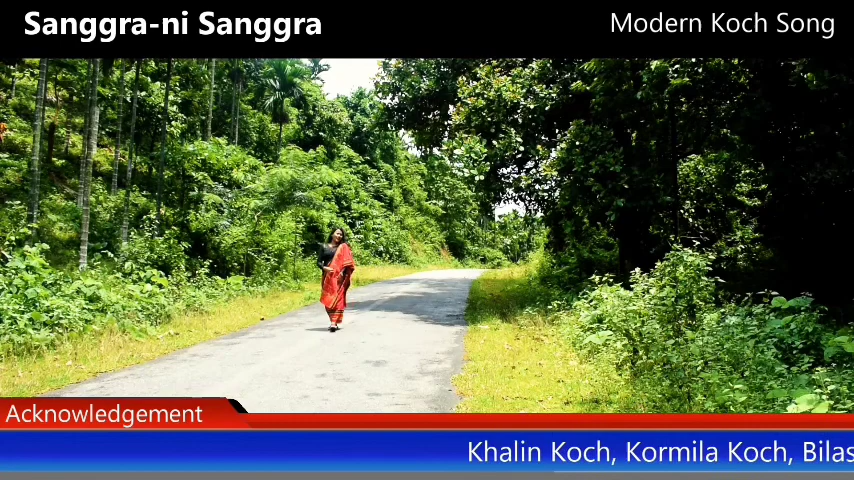 Sanggra-ni Sanggra
Modern Koch Song
Acknowledgement
Khalin Koch, Kormila Koch, Bilas